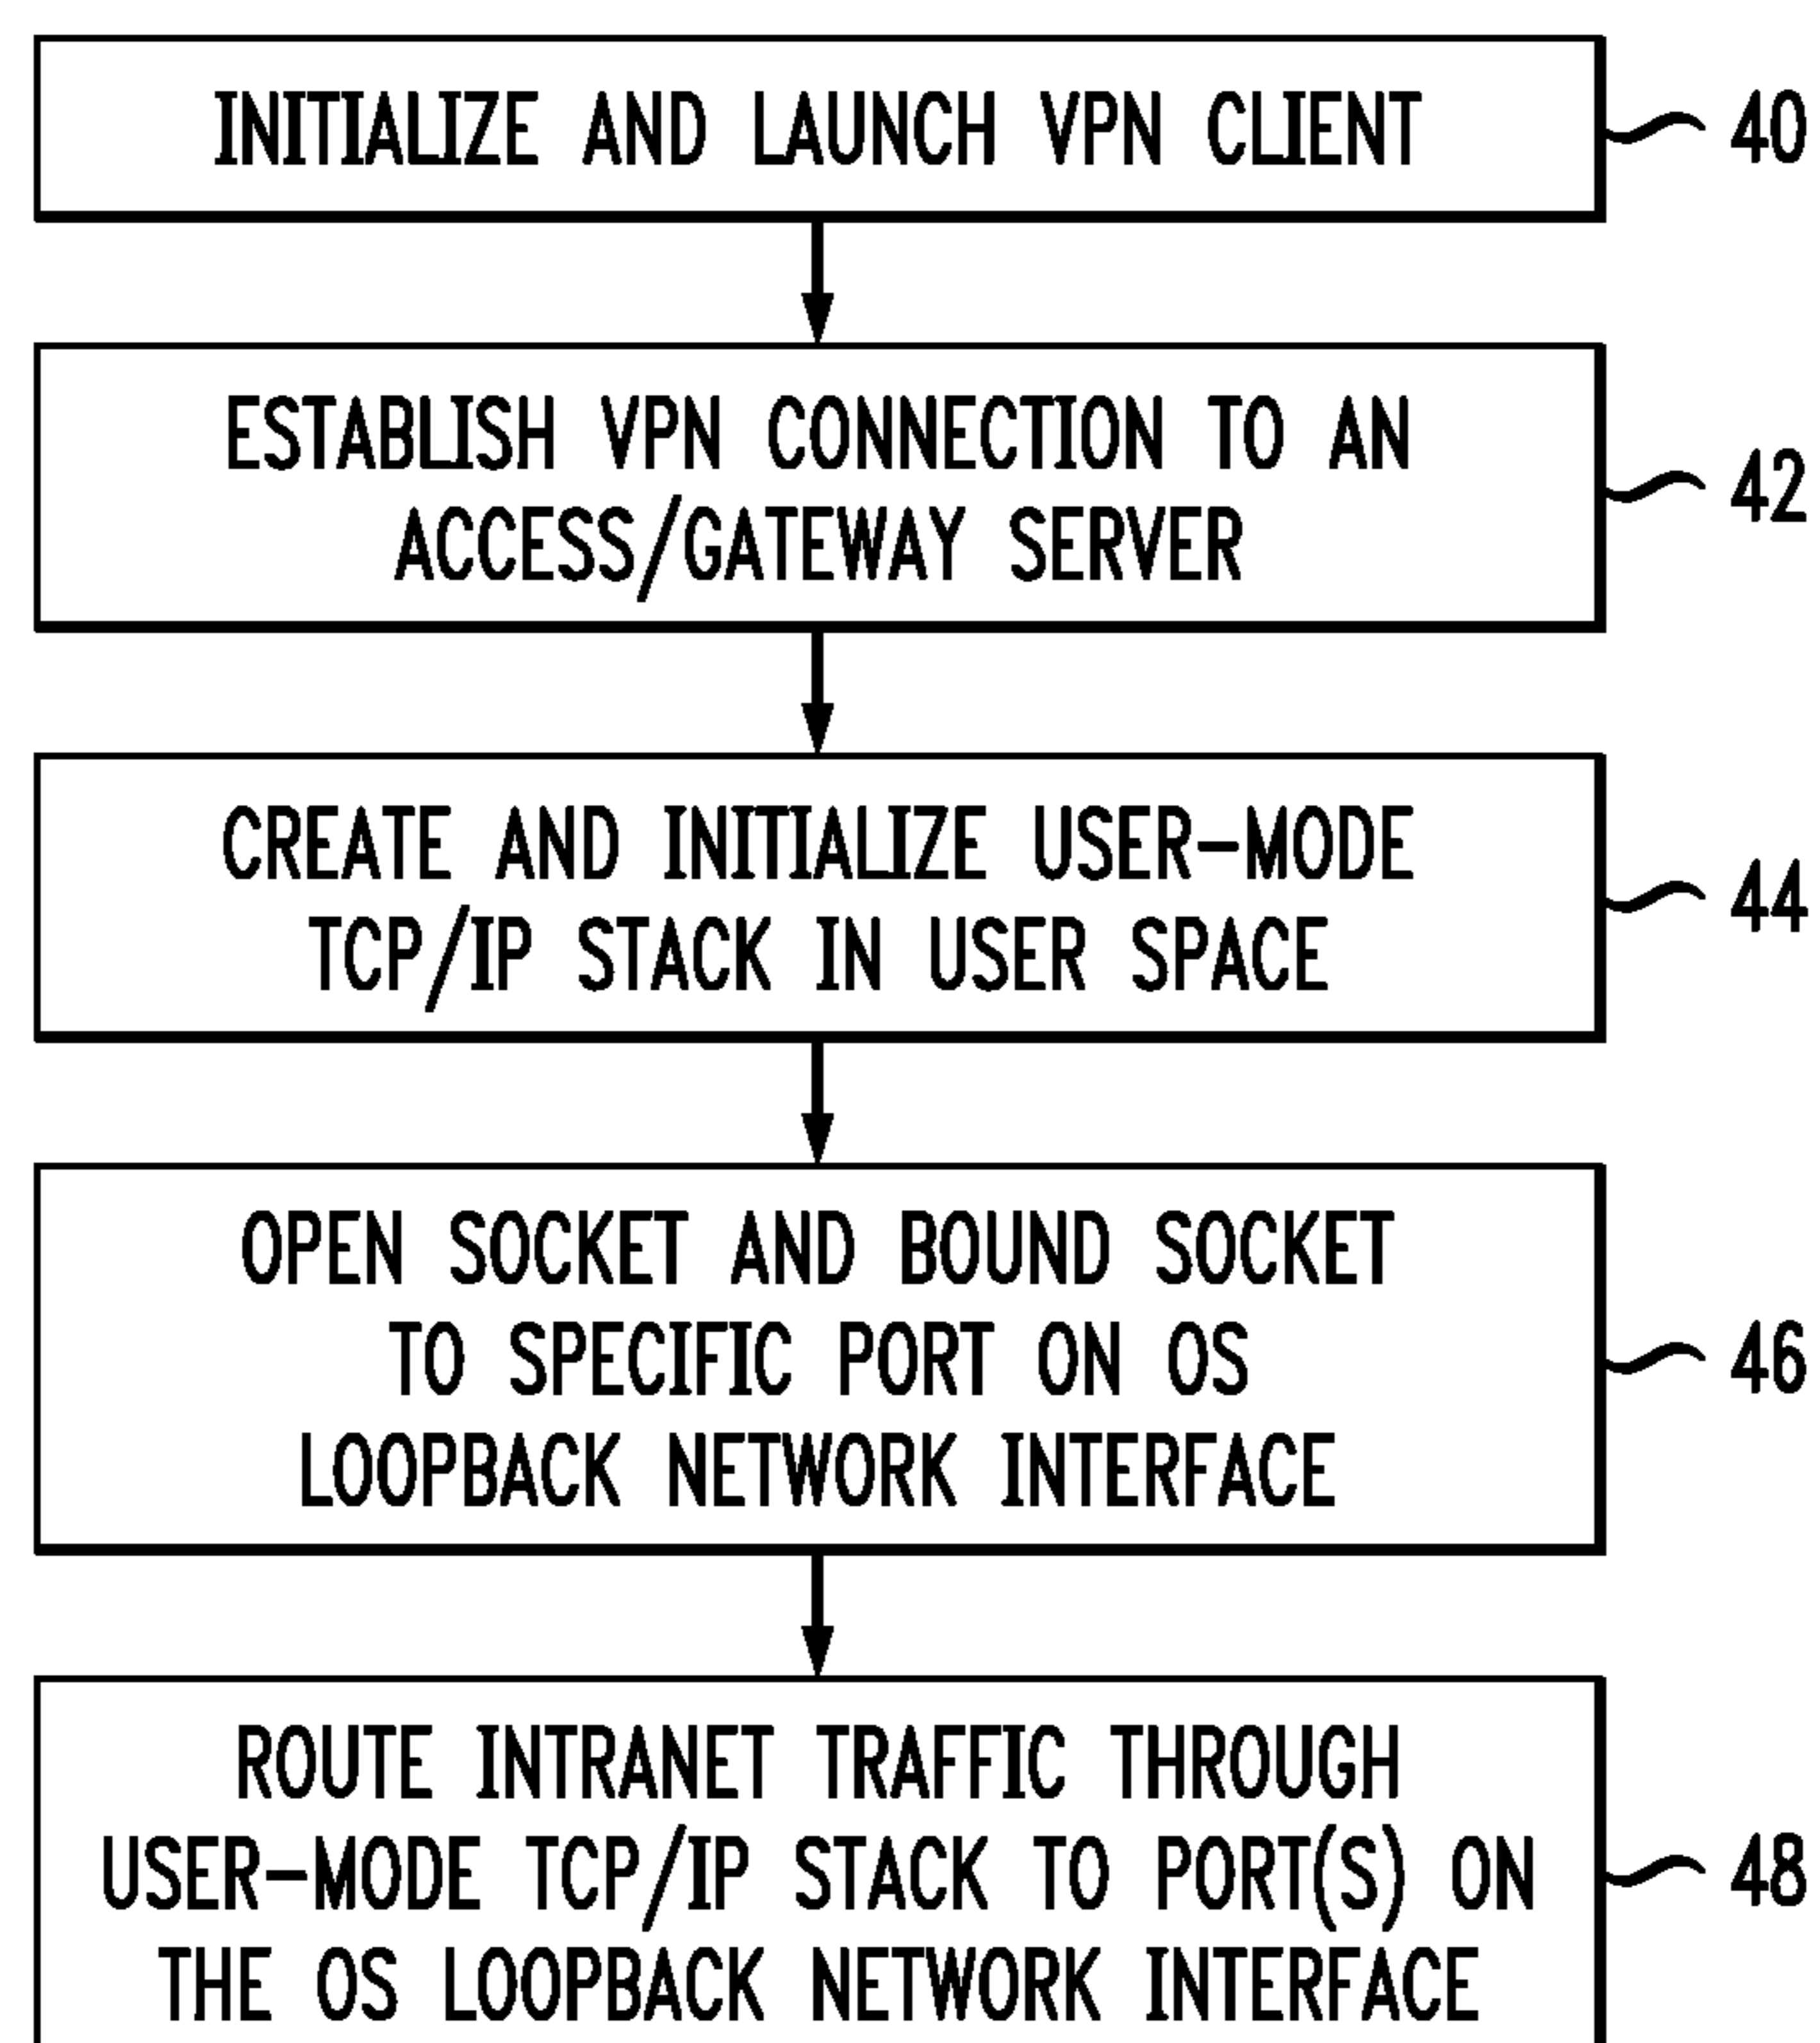 INITIALIZE AND LAUNCH VPN CLIENT
40
ESTABLISH VPN CONNECTION TO AN
ACCESS/GATEWAY SERVER
42
CREATE AND INITIALIZE USER-MODE
TCP/IP STACK IN USER SPACE
44
OPEN SOCKET AND BOUND SOCKET
TO SPECIFIC PORT ON OS
LOOPBACK NETWORK INTERFACE
46
ROUTE INTRANET TRAFFIC THROUGH
USER-MODE TCP/IP STACK TO PORT(S) ON
THE OS LOOPBACK NETWORK INTERFACE
48